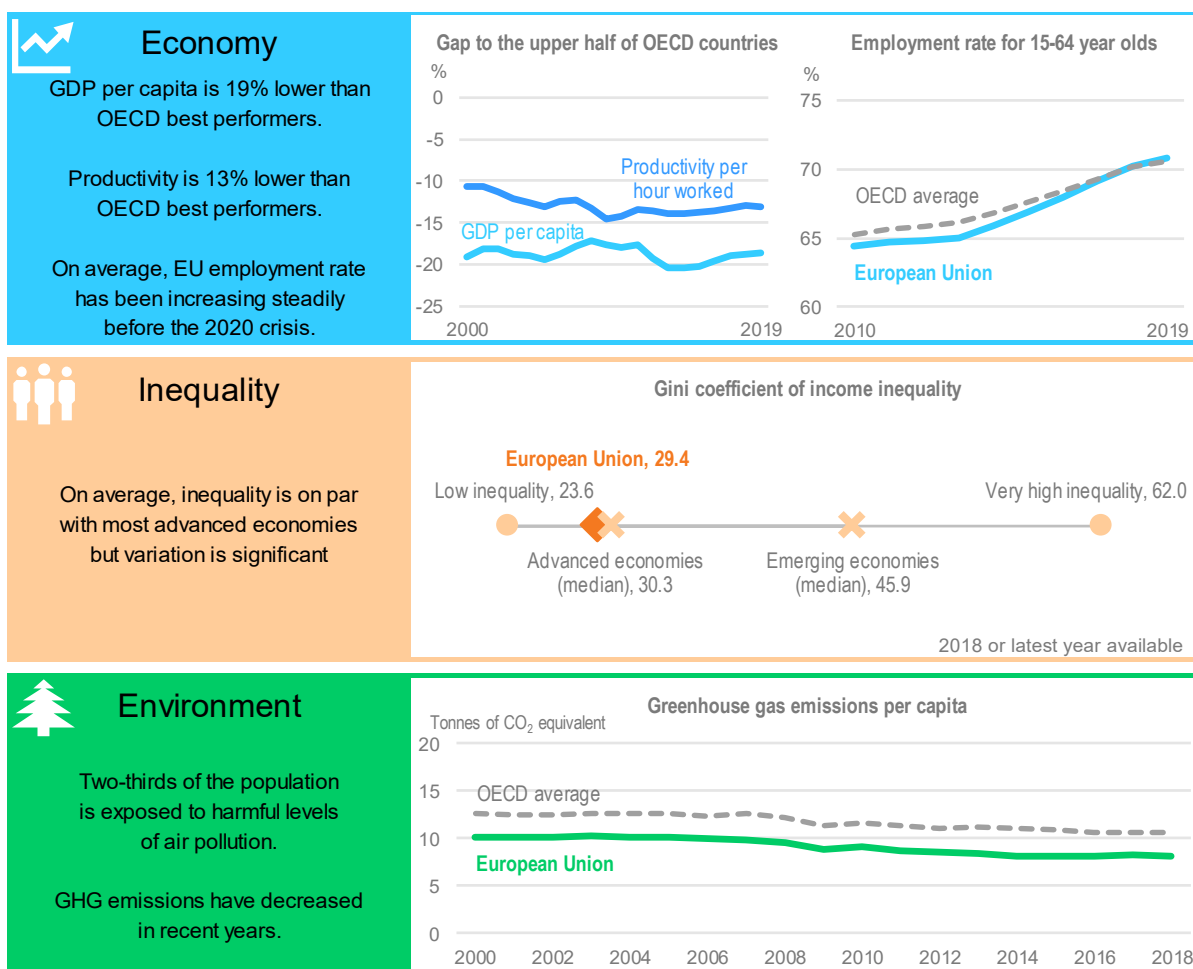 Economy
GDP per capita is 19% lower than
OECD best performers.
Productivity is 13% lower than
OECD best performers.
On average, EU employment rate
has been increasing steadily
before the 2020 crisis.
Gap to the upper half of OECD countries
%
0
-5
-10
-15
-20
-25
Productivity per
hour worked
GDP per capita
2000
2019
Employment rate for 15-64 year olds
%
75
70
65
60
OECD average
European Union
2010
2019
Inequality
On average, inequality is on par
with most advanced economies
but variation is significant
Gini coefficient of income inequality
European Union, 29.4
Low inequality, 23.6
Very high inequality, 62.0
Advanced economies
(median), 30.3
Emerging economies
(median), 45.9
2018 or latest year available
Environment
Two-thirds of the population
is exposed to harmful levels
of air pollution.
GHG emissions have decreased
in recent years.
Greenhouse gas emissions per capita
Tonnes of CO₂ equivalent
20
15
10
5
0
OECD average
European Union
2000 2002 2004 2006 2008 2010 2012 2014 2016 2018